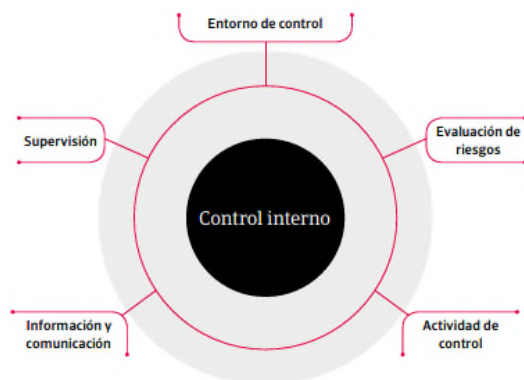 Entorno de control
Supervisión
Evaluación de
riesgos
Control interno
Información y
comunicación
Actividad de
control